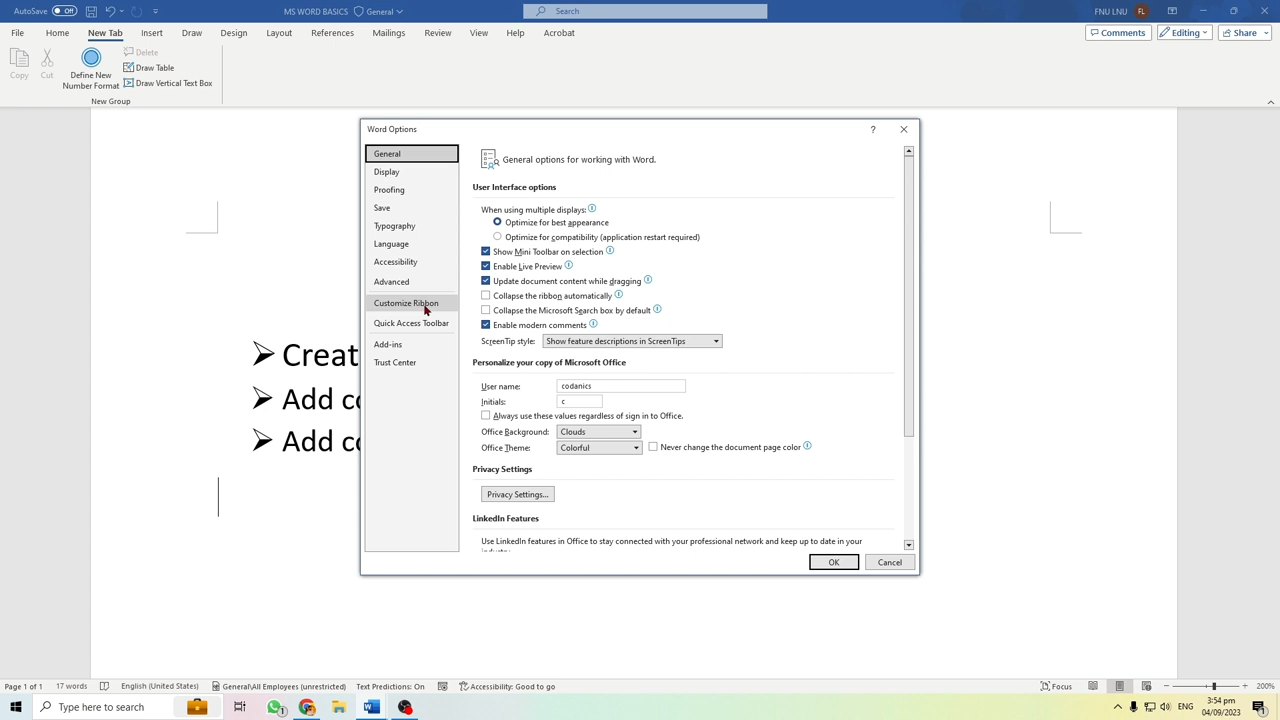 AutoSave Off MS WORD BASICS General Search FNU LNU
File Home New Tab Insert Draw Design Layout References Mailings Review View Help Acrobat Comments Editing Share
Copy Cut Define New Number Format Delete
Draw Table
Draw Vertical Text Box
New Group
Word Options
General
Display
Proofing
Save
Typography
Language
Accessibility
Advanced
Customize Ribbon
Quick Access Toolbar
Add-ins
Trust Center
General options for working with Word.
User Interface options
When using multiple displays:
Optimize for best appearance
Optimize for compatibility (application restart required)
Show Mini Toolbar on selection
Enable Live Preview
Update document content while dragging
Collapse the ribbon automatically
Collapse the Microsoft Search box by default
Enable modern comments
ScreenTip style: Show feature descriptions in ScreenTips
Personalize your copy of Microsoft Office
User name: codanics
Initials: c
Always use these values regardless of sign in to Office.
Office Background: Clouds
Office Theme: Colorful Never change the document page color
Privacy Settings
Privacy Settings...
LinkedIn Features
Use LinkedIn features in Office to stay connected with your professional network and keep up to date in your
industry.
OK Cancel
➢ Creat
➢ Add co
➢ Add co
Page 1 of 1 17 words English (United States) General\All Employees (unrestricted) Text Predictions: On Accessibility: Good to go Focus 200%
Type here to search 1 ENG 3:54 pm
04/09/2023 1